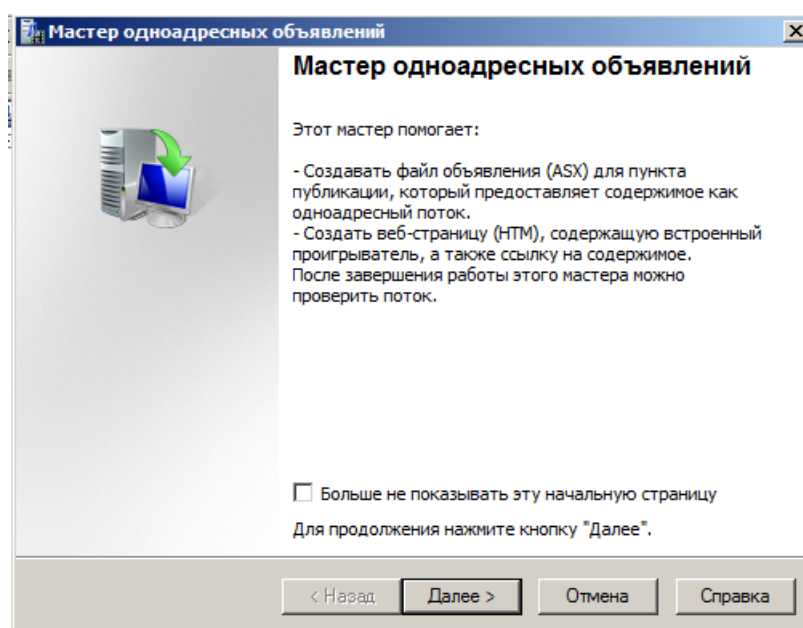 Мастер одноадресных объявлений
Мастер одноадресных объявлений
Этот мастер помогает:
- Создавать файл объявления (ASX) для пункта
публикации, который предоставляет содержимое как
одноадресный поток.
- Создать веб-страницу (HTM), содержащую встроенный
проигрыватель, а также ссылку на содержимое.
После завершения работы этого мастера можно
проверить поток.
Больше не показывать эту начальную страницу
Для продолжения нажмите кнопку "Далее".
< Назад Далее > Отмена Справка